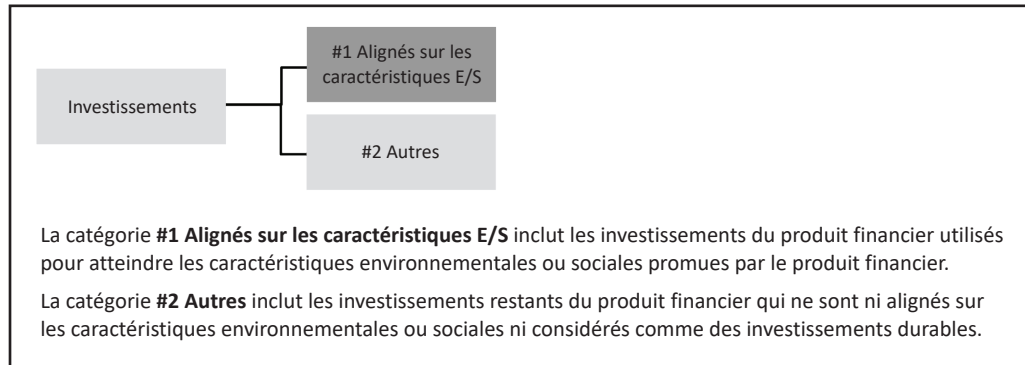 #1 Alignés sur les
caractéristiques E/S
Investissements
#2 Autres
La catégorie #1 Alignés sur les caractéristiques E/S inclut les investissements du produit financier utilisés
pour atteindre les caractéristiques environnementales ou sociales promues par le produit financier.
La catégorie #2 Autres inclut les investissements restants du produit financier qui ne sont ni alignés sur
les caractéristiques environnementales ou sociales ni considérés comme des investissements durables.